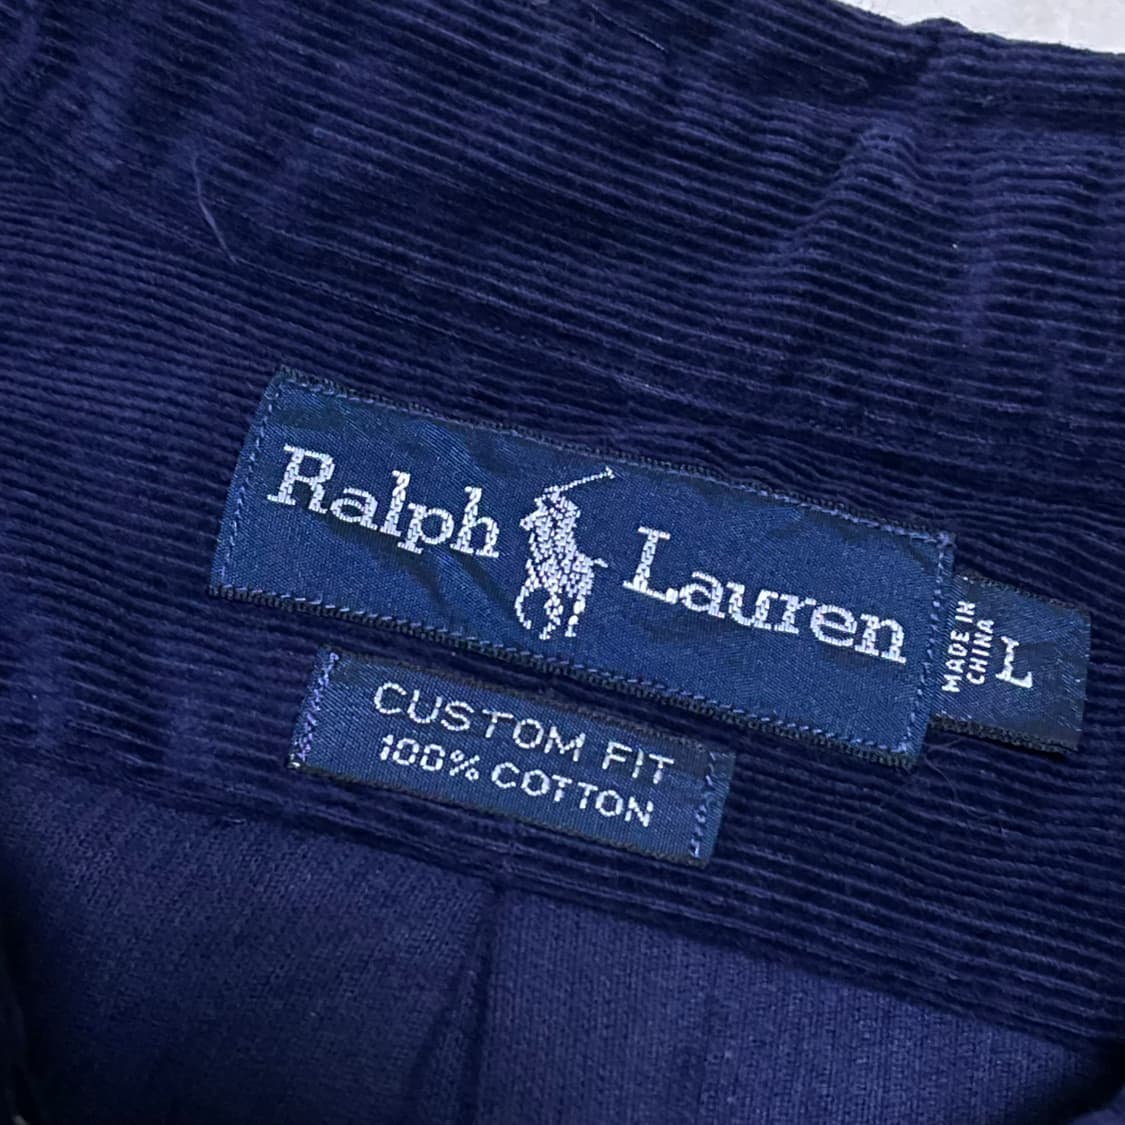 Ralph Lauren
MADE IN
CHINA
L
CUSTOM FIT
100% COTTON